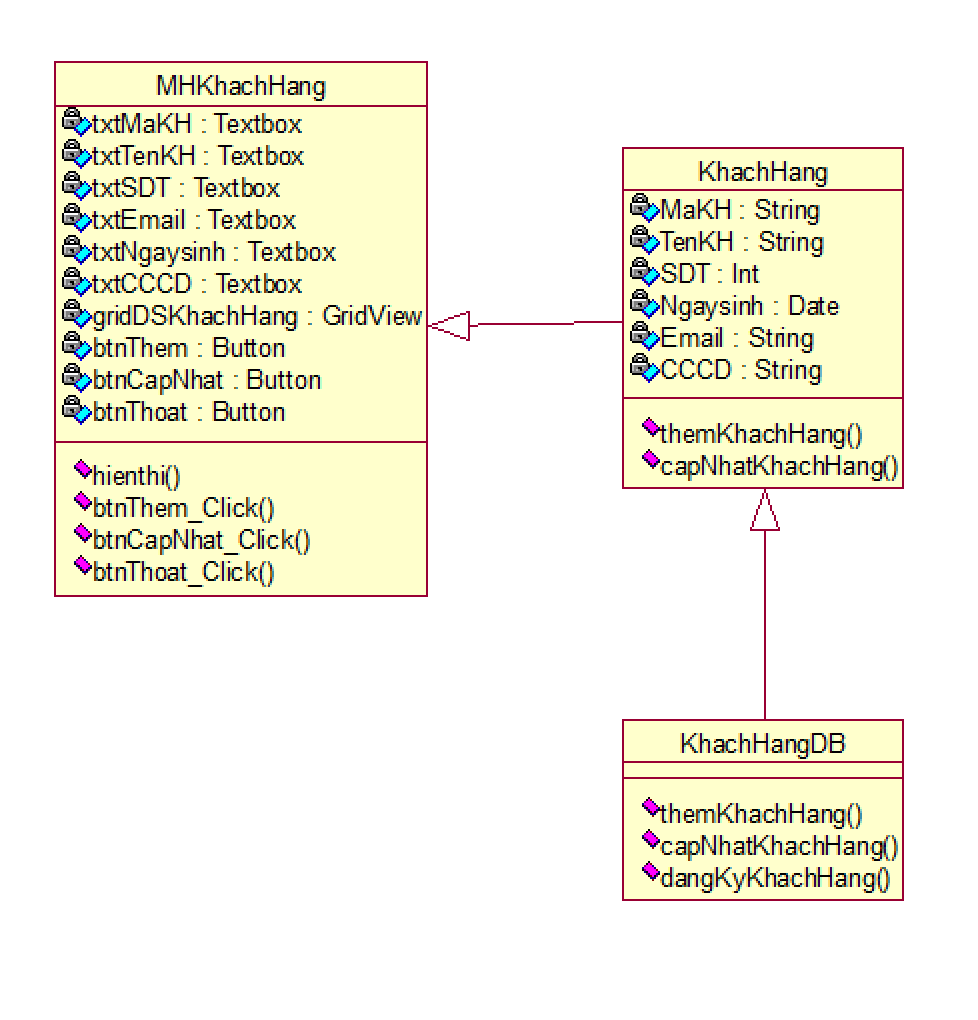 MHKhachHang
txtMaKH : Textbox
txtTenKH : Textbox
txtSDT : Textbox
txtEmail : Textbox
txtNgaysinh : Textbox
txtCCCD : Textbox
gridDSKhachHang : GridView
btnThem : Button
btnCapNhat : Button
btnThoat : Button
hienthi()
btnThem_Click()
btnCapNhat_Click()
btnThoat_Click()
KhachHang
MaKH : String
TenKH : String
SDT : Int
Ngaysinh : Date
Email : String
CCCD : String
themKhachHang()
capNhatKhachHang()
KhachHangDB
themKhachHang()
capNhatKhachHang()
dangKyKhachHang()